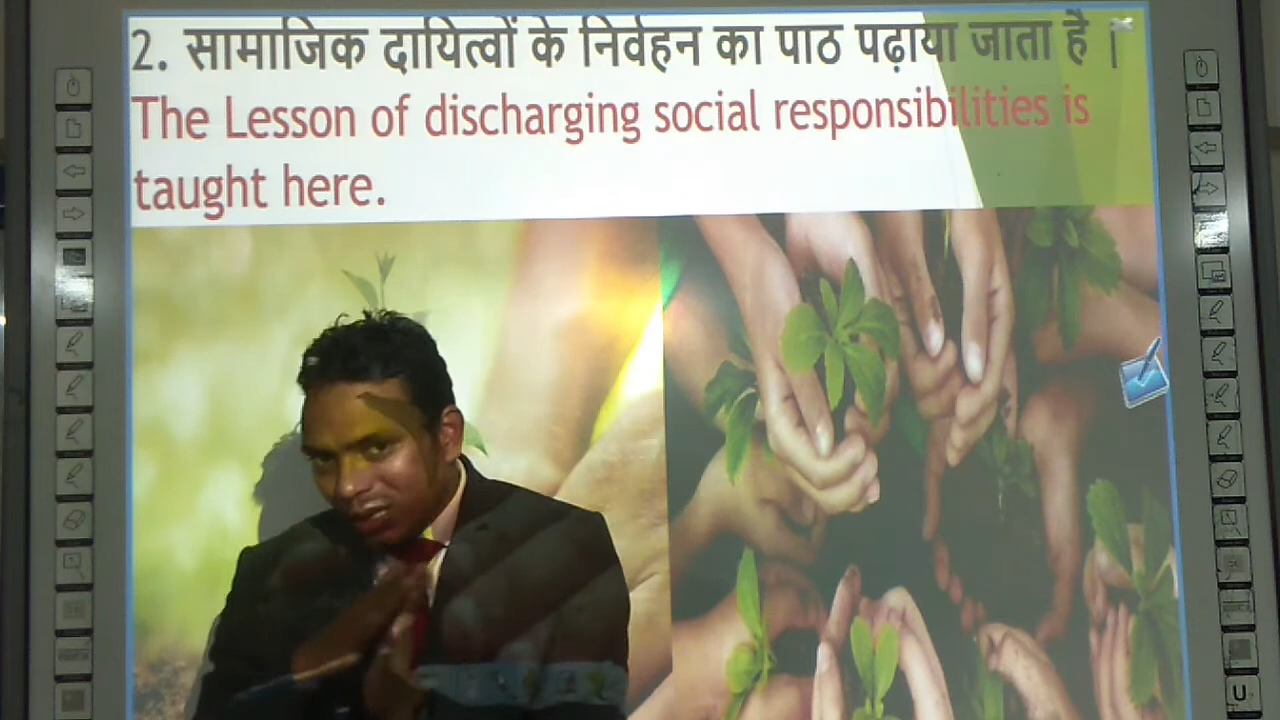 2. सामाजिक दायित्वों के निर्वहन का पाठ पढ़ाया जाता है |
The Lesson of discharging social responsibilities is
taught here.
U